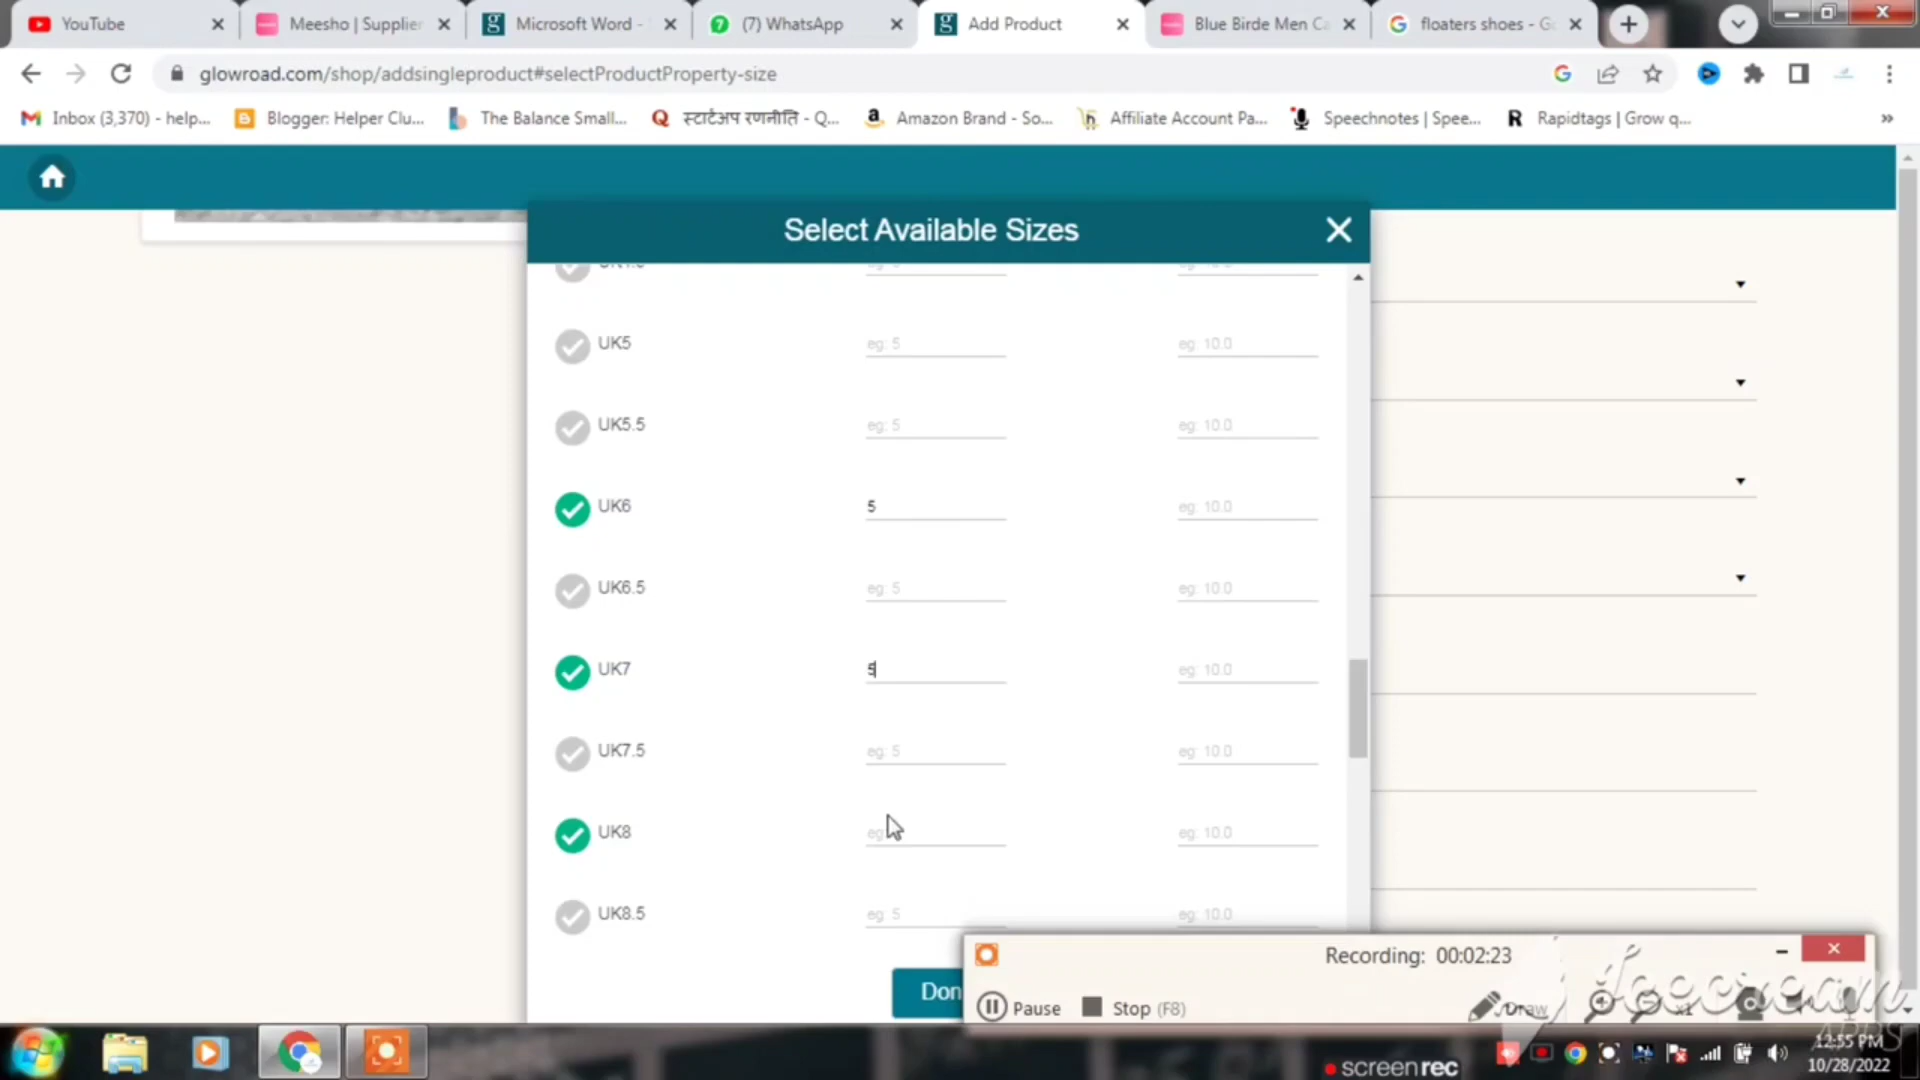 YouTube
Meesho | Supplier
Microsoft Word -
(7) WhatsApp
Add Product
Blue Birde Men Ca
floaters shoes - Go
glowroad.com/shop/addsingleproduct#selectProductProperty-size
Inbox (3,370) - help...
Blogger: Helper Clu...
The Balance Small...
स्टार्टअप रणनीति - Q...
Amazon Brand - So...
Affiliate Account Pa...
Speechnotes | Spee...
Rapidtags | Grow q...
»
Select Available Sizes
UK5 eg: 5 eg: 10.0
UK5.5 eg: 5 eg: 10.0
UK6 5 eg: 10.0
UK6.5 eg: 5 eg: 10.0
UK7 5 eg: 10.0
UK7.5 eg: 5 eg: 10.0
UK8 eg: 10.0
UK8.5 eg: 5 eg: 10.0
Recording: 00:02:23
Pause
Stop (F8)
Draw
x1
APPS
12:55 PM
10/28/2022
screenrec